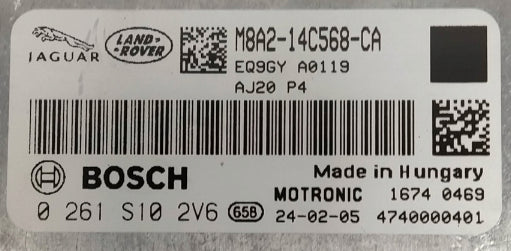 JAGUAR
LAND ROVER
M8A2-14C568-CA
EQ9GY A0119
AJ20 P4
BOSCH
Made in Hungary
MOTRONIC 1674 0469
0 261 S10 2V6 65B 24-02-05 4740000401